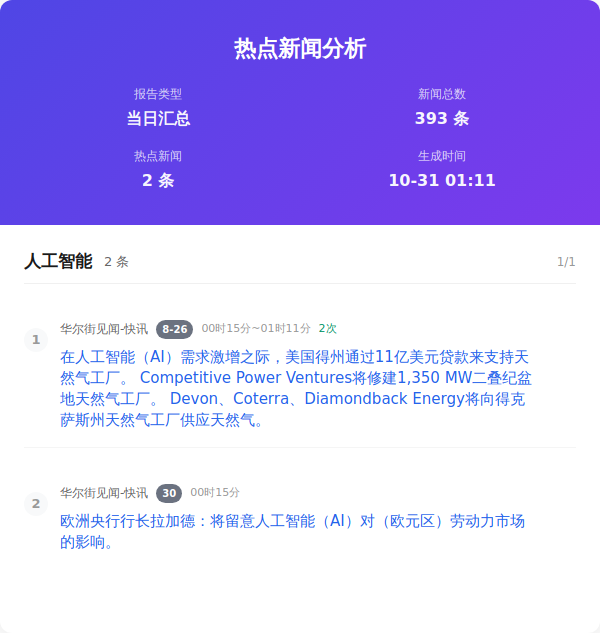 热点新闻分析
报告类型
新闻总数
当日汇总
393 条
热点新闻
生成时间
2 条
10-31 01:11
人工智能 2 条 1/1
1
华尔街见闻-快讯 8-26 00时15分~01时11分 2次
在人工智能（AI）需求激增之际，美国得州通过11亿美元贷款来支持天
然气工厂。 Competitive Power Ventures将修建1,350 MW二叠纪盆
地天然气工厂。 Devon、Coterra、Diamondback Energy将向得克
萨斯州天然气工厂供应天然气。
2
华尔街见闻-快讯 30 00时15分
欧洲央行行长拉加德：将留意人工智能（AI）对（欧元区）劳动力市场
的影响。